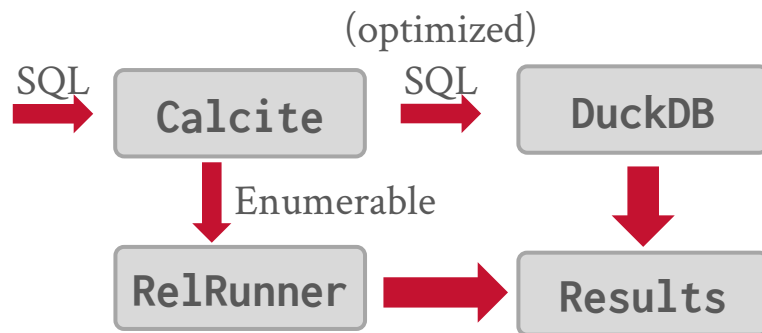 (optimized)
SQL
SQL
Calcite
DuckDB
Enumerable
RelRunner
Results